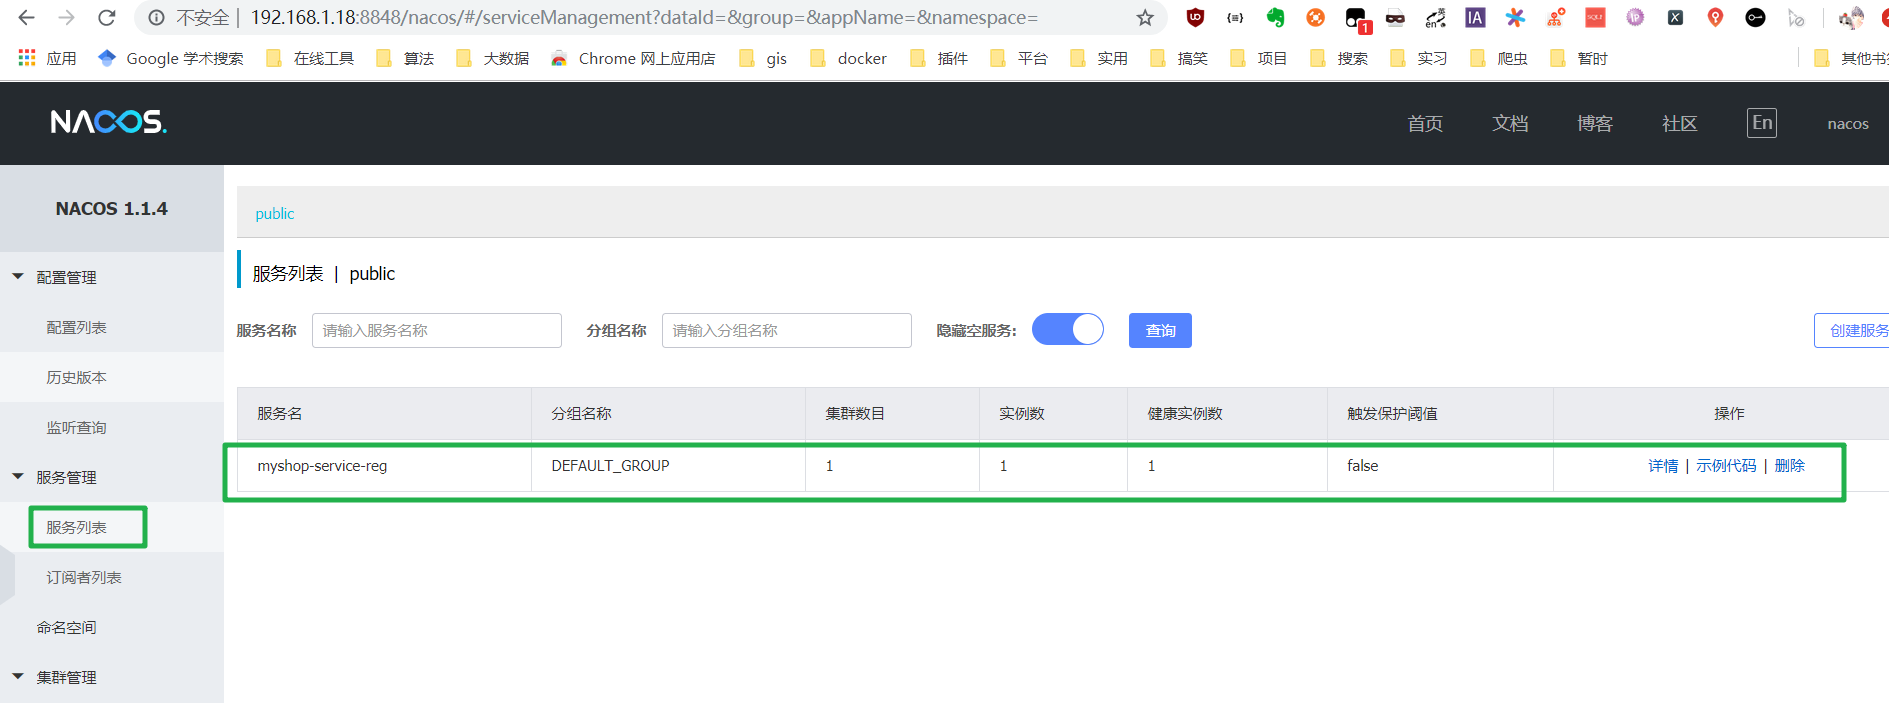 不安全 192.168.1.18:8848/nacos/#/serviceManagement?dataId=&group=&appName=&namespace=
应用 Google 学术搜索 在线工具 算法 大数据 Chrome 网上应用店 gis docker 插件 平台 实用 搞笑 项目 搜索 实习 爬虫 暂时 其他书
NACOS. 首页 文档 博客 社区 En nacos
NACOS 1.1.4
public
配置管理
服务列表 | public
配置列表
服务名称 请输入服务名称 分组名称 请输入分组名称 隐藏空服务: 查询 创建服务
历史版本
监听查询
服务名 分组名称 集群数目 实例数 健康实例数 触发保护阈值 操作
myshop-service-reg DEFAULT_GROUP 1 1 1 false 详情 | 示例代码 | 删除
服务管理
服务列表
订阅者列表
命名空间
集群管理